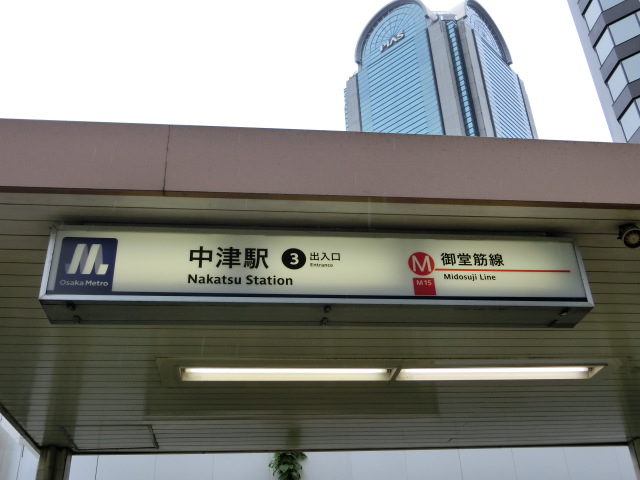 PIAS
Osaka Metro
中津駅
Nakatsu Station
3
出入口
Entrance
M
M15
御堂筋線
Midosuji Line